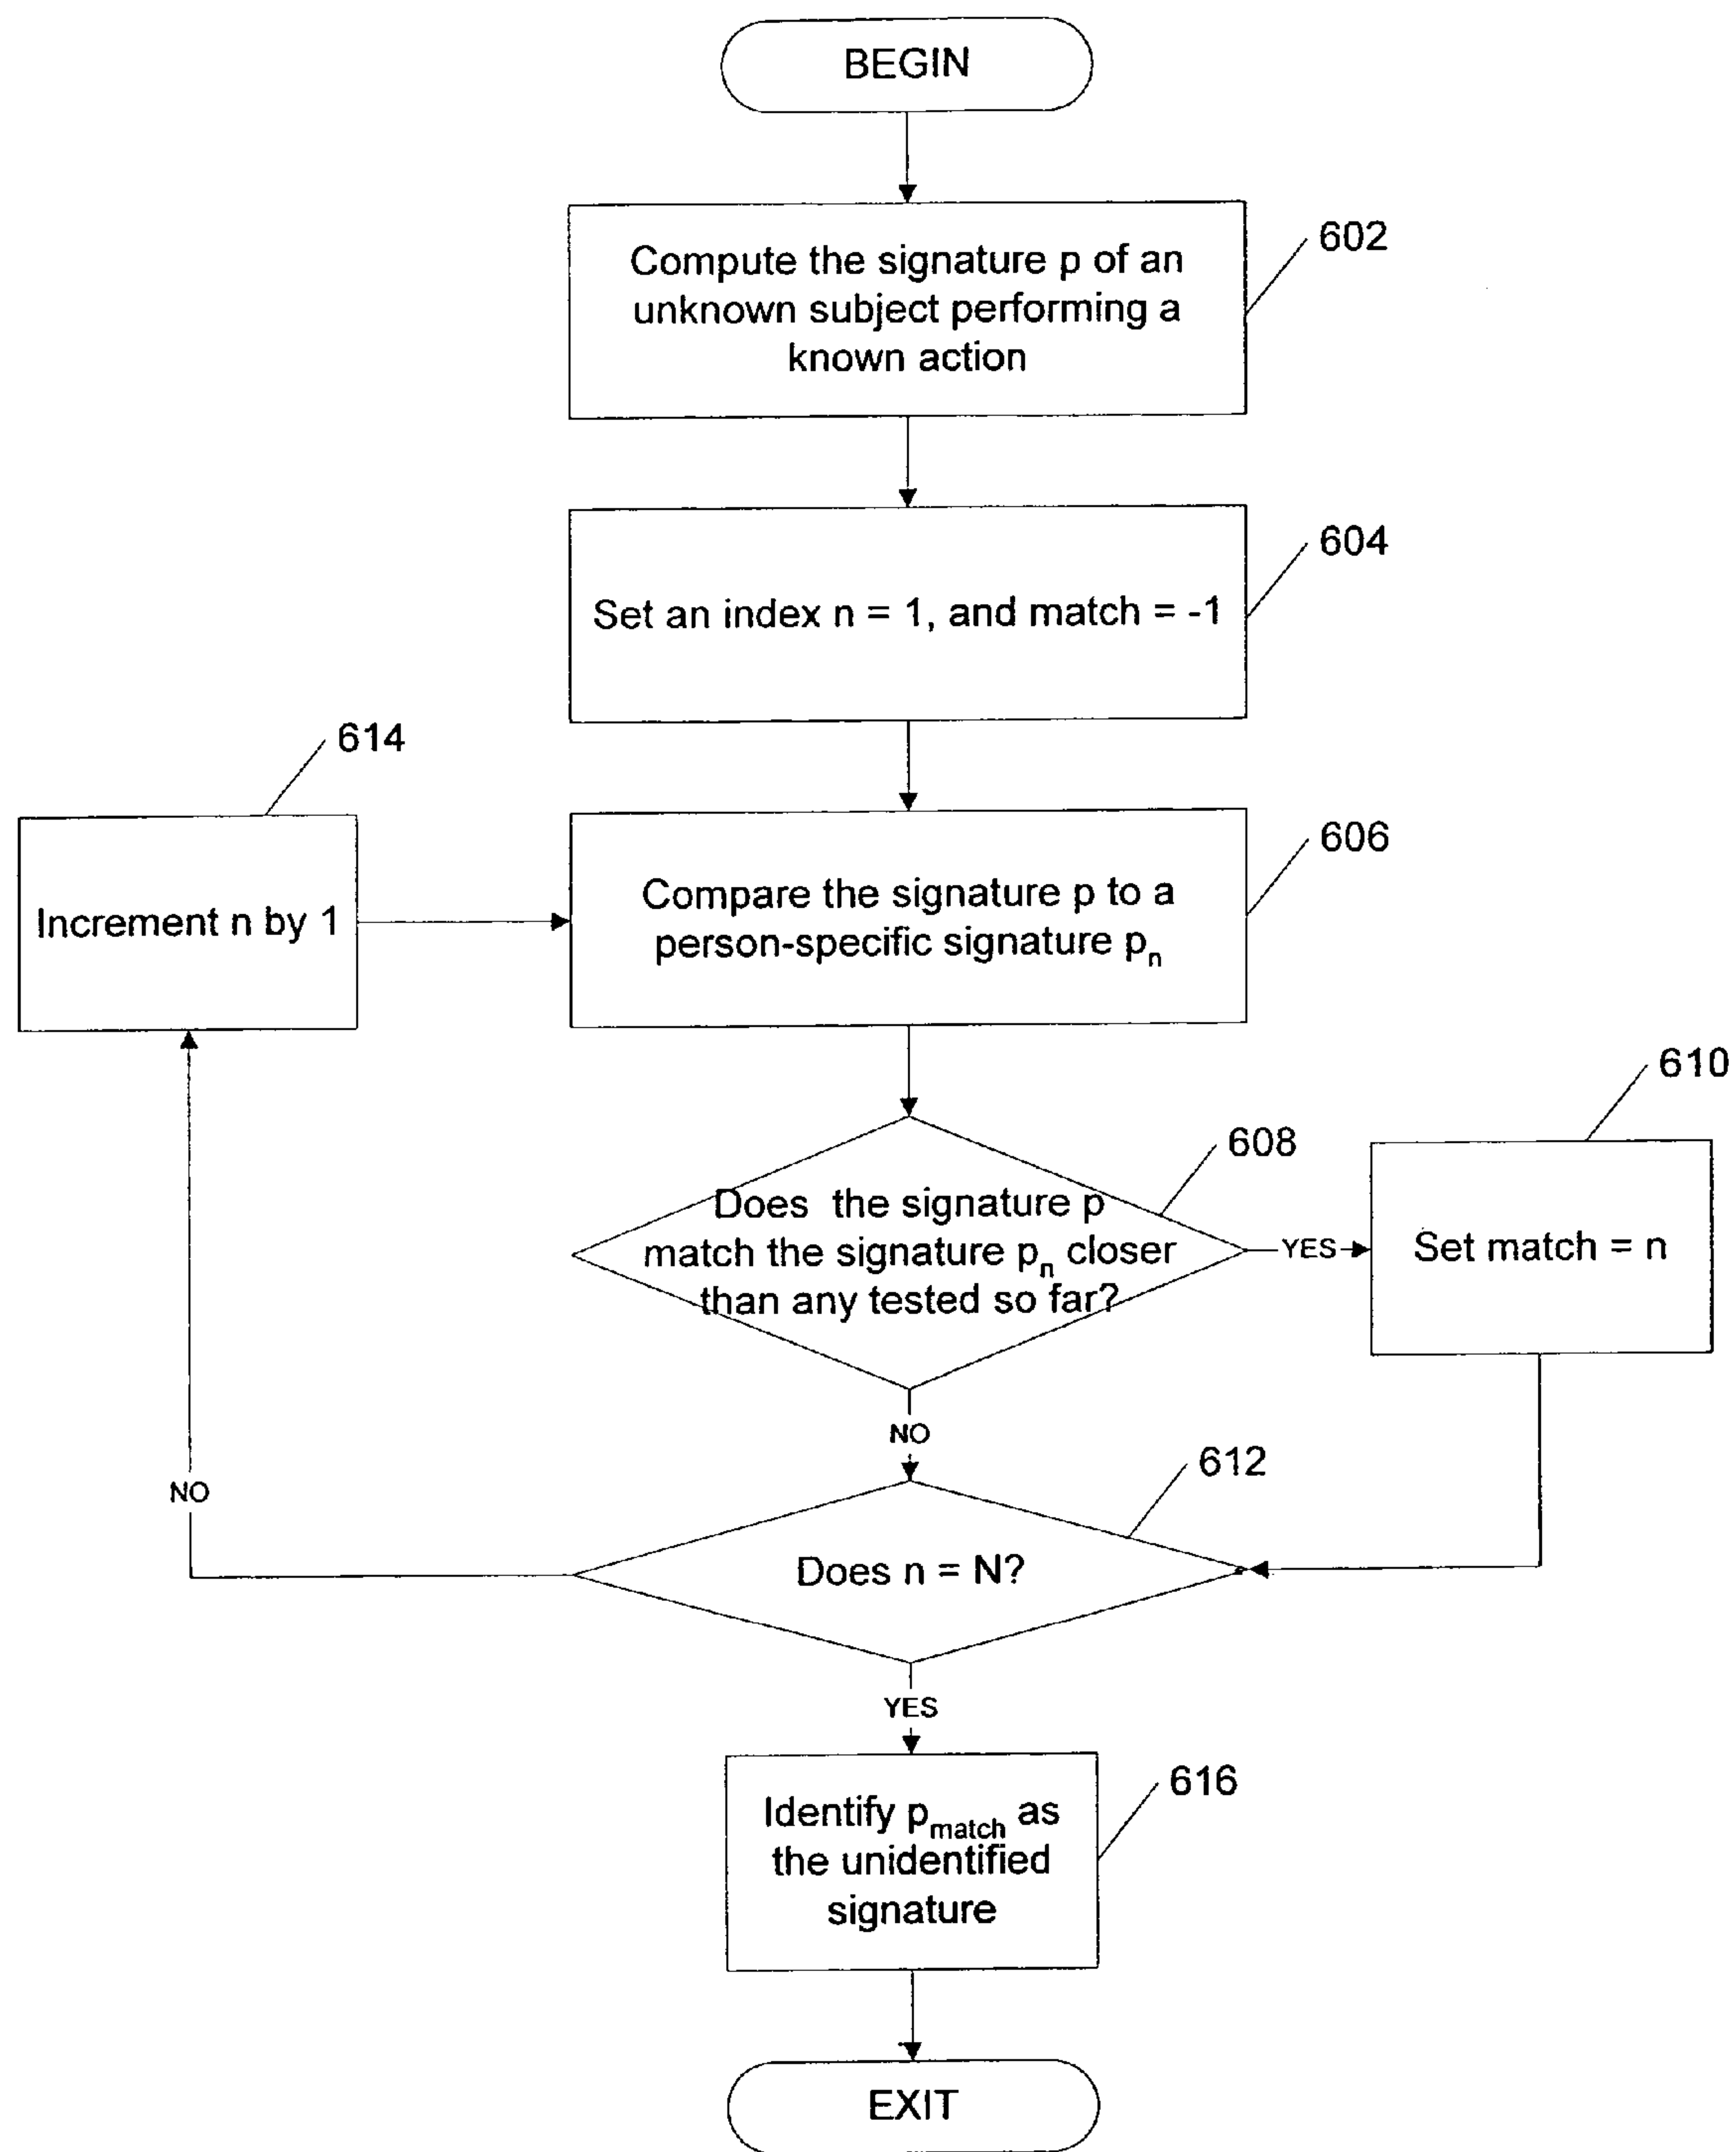 BEGIN
Compute the signature p of an
unknown subject performing a
known action
602
Set an index n = 1, and match = -1
604
614
Increment n by 1
Compare the signature p to a
person-specific signature pn
606
610
608
Does the signature p
match the signature pn closer
than any tested so far?
YES
Set match = n
NO
612
NO
Does n = N?
YES
616
Identify pmatch as
the unidentified
signature
EXIT